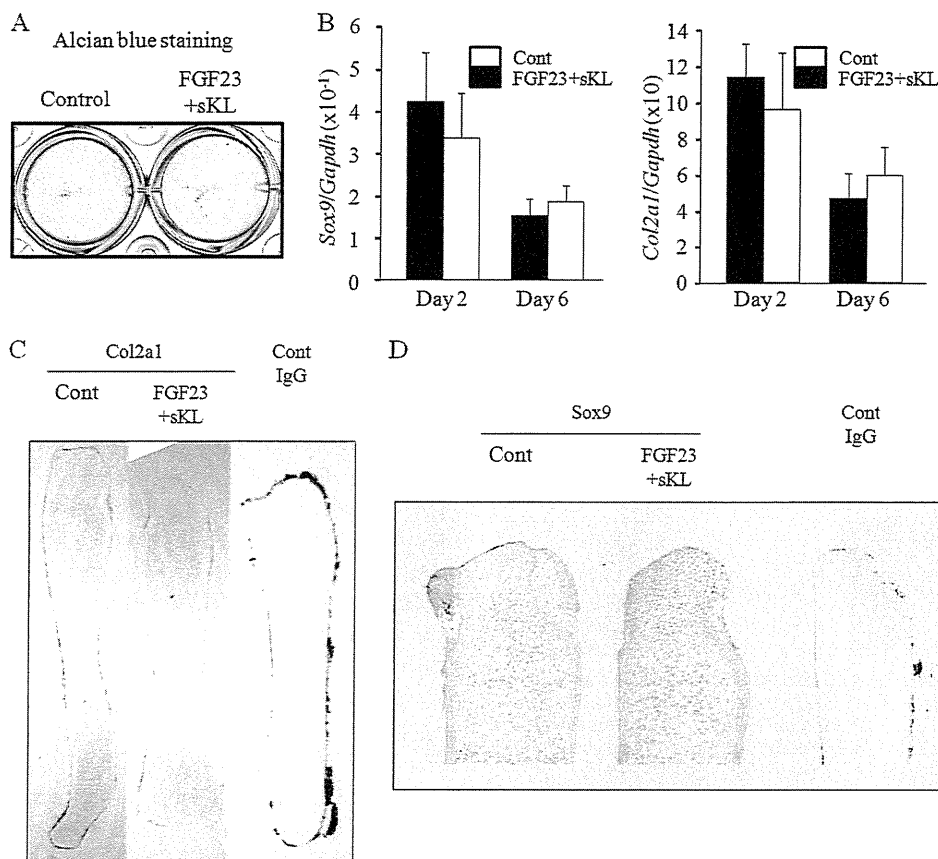 A
Alcian blue staining
Control
FGF23
+sKL
B
Sox9/Gapdh (x10⁻¹)
6
5
4
3
2
1
0
Cont
FGF23+sKL
Day 2
Day 6
Col2a1/Gapdh (x10)
14
12
10
8
6
4
2
0
Cont
FGF23+sKL
Day 2
Day 6
C
Col2a1
Cont
FGF23
+sKL
Cont
IgG
D
Sox9
Cont
FGF23
+sKL
Cont
IgG